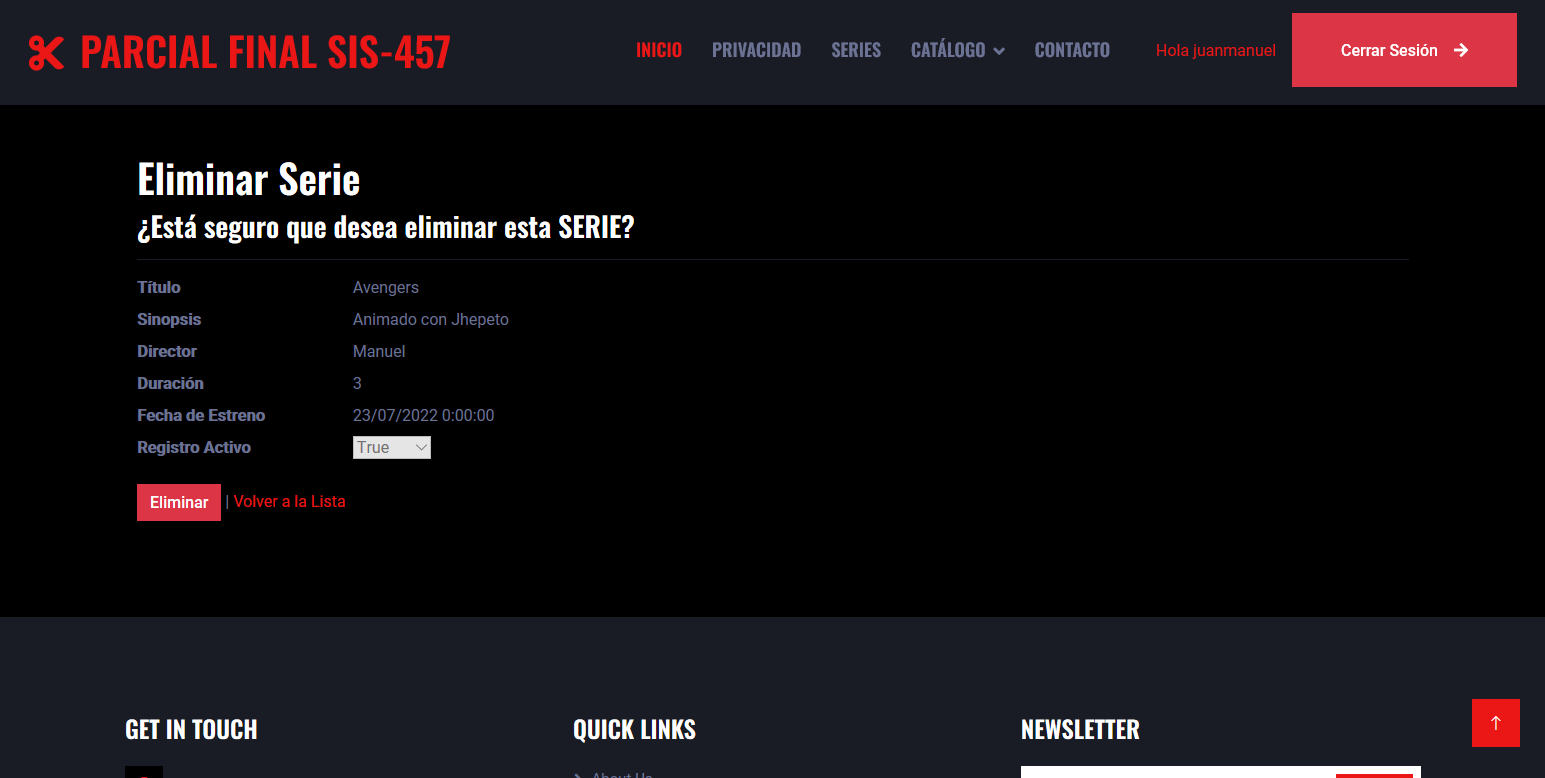 PARCIAL FINAL SIS-457
INICIO PRIVACIDAD SERIES CATÁLOGO CONTACTO Hola juanmanuel Cerrar Sesión
Eliminar Serie
¿Está seguro que desea eliminar esta SERIE?
Título Avengers
Sinopsis Animado con Jhepeto
Director Manuel
Duración 3
Fecha de Estreno 23/07/2022 0:00:00
Registro Activo True
Eliminar | Volver a la Lista
GET IN TOUCH QUICK LINKS NEWSLETTER
About Us